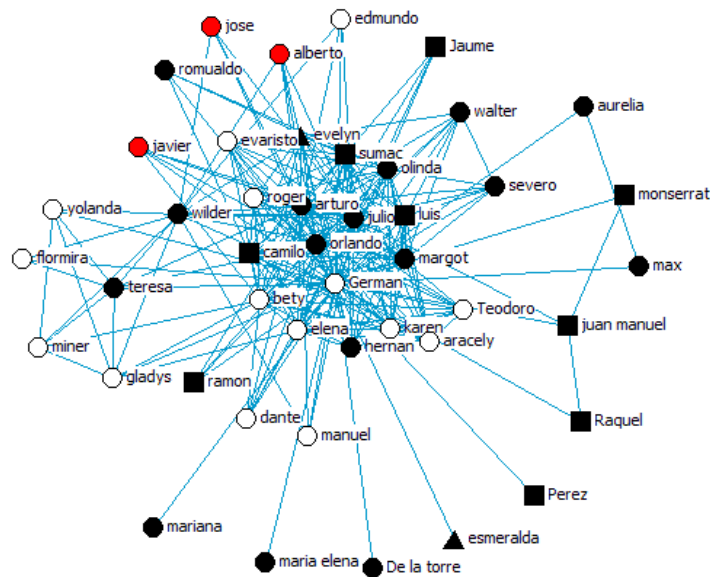 edmundo
jose
alberto
Jaume
romualdo
aurelia
walter
evelyn
evaristo
sumac
javier
olinda
severo
monserrat
roger
arturo
yolanda
wilder
julio
luis
orlando
camilo
margot
flormira
max
teresa
German
bety
Teodoro
juan manuel
elena
karen
miner
hernan
aracely
gladys
ramon
dante
Raquel
manuel
Perez
mariana
esmeralda
maria elena
De la torre